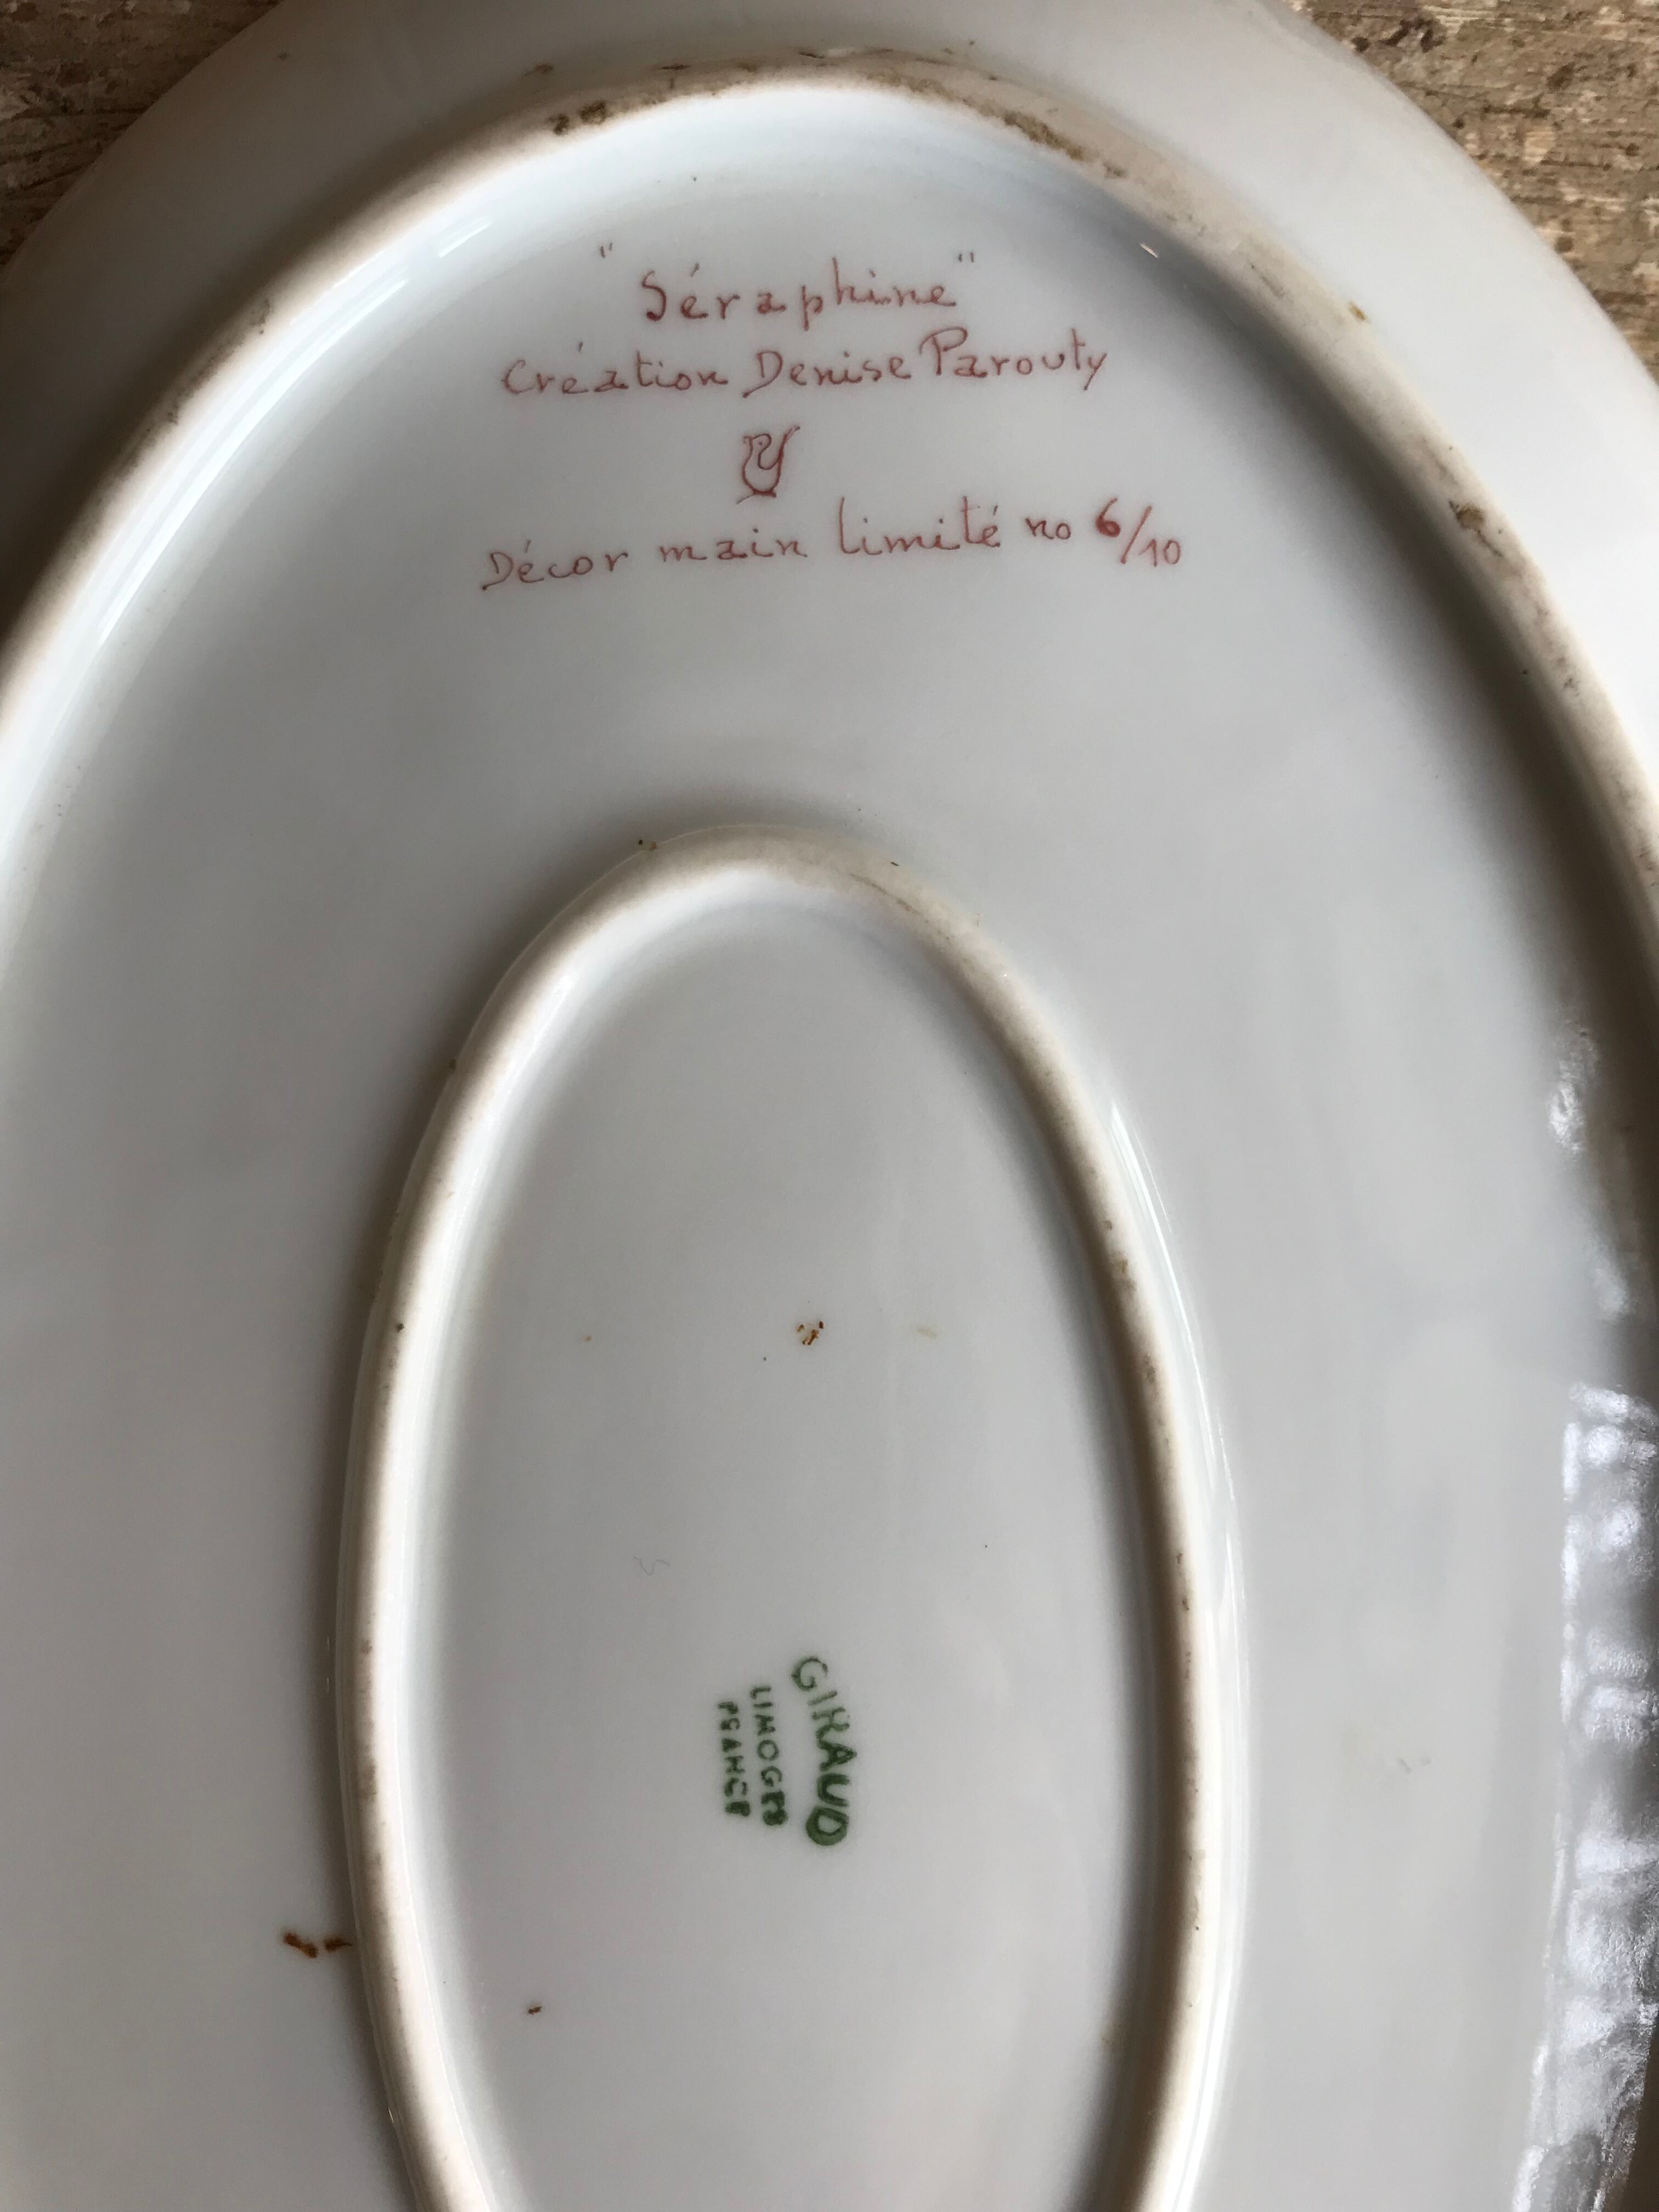 "Séraphine"
Création Denise Parouty
Décor main limité no 6/10
GIRAUD
LIMOGES
FRANCE